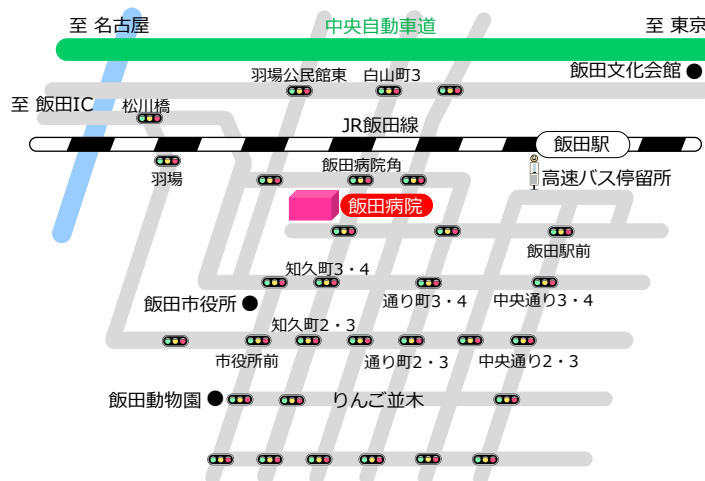 至 名古屋
中央自動車道
至 東京
羽場公民館東
白山町3
飯田文化会館
至 飯田IC
松川橋
JR飯田線
飯田駅
羽場
飯田病院角
高速バス停留所
飯田病院
飯田駅前
知久町3・4
飯田市役所
通り町3・4
中央通り3・4
知久町2・3
市役所前
通り町2・3
中央通り2・3
飯田動物園
りんご並木